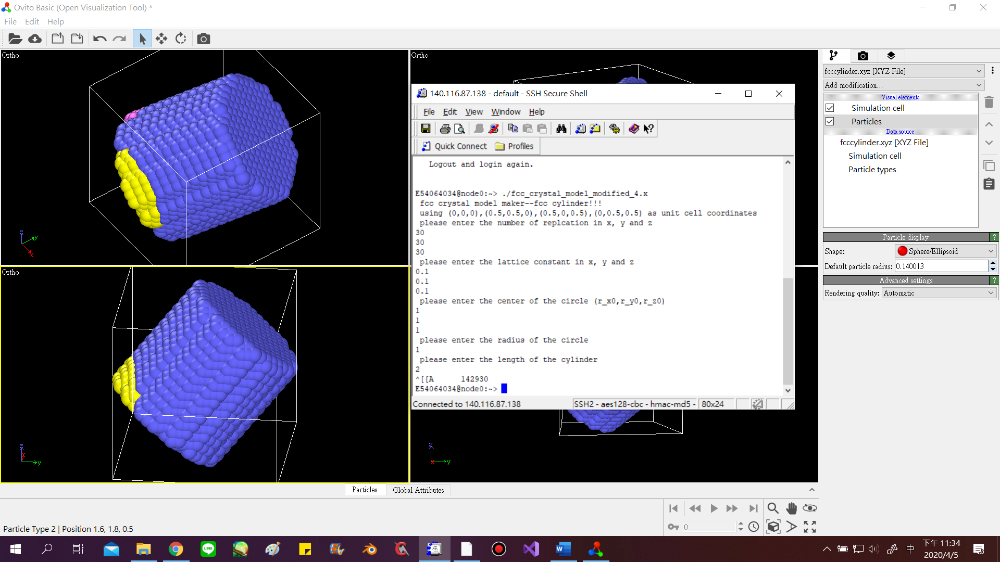 Ovito Basic (Open Visualization Tool) *
File Edit Help
Ortho
Ortho
Ortho
z
y
x
z
x
y
z
x
y
140.116.87.138 - default - SSH Secure Shell
File Edit View Window Help
Quick Connect Profiles
Logout and login again.
E54064034@node0:~> ./fcc_crystal_model_modified_4.x
fcc crystal model maker--fcc cylinder!!!
using (0,0,0),(0.5,0.5,0),(0.5,0,0.5),(0,0.5,0.5) as unit cell coordinates
please enter the number of replcation in x, y and z
30
30
30
please enter the lattice constant in x, y and z
0.1
0.1
0.1
please enter the center of the circle (r_x0,r_y0,r_z0)
1
1
1
please enter the radius of the circle
1
please enter the length of the cylinder
2
^[[A 142930
E54064034@node0:~>
Connected to 140.116.87.138 SSH2 - aes128-cbc - hmac-md5 - 80x24
fcccylinder.xyz [XYZ File]
Add modification...
Visual elements
Simulation cell
Particles
Data source
fcccylinder.xyz [XYZ File]
Simulation cell
Particle types
Particle display ?
Shape: Sphere/Ellipsoid
Default particle radius: 0.140013
Advanced settings ?
Rendering quality: Automatic
Particles Global Attributes
0
Particle Type 2 | Position 1.6, 1.8, 0.5
LINE
中
下午 11:34
2020/4/5